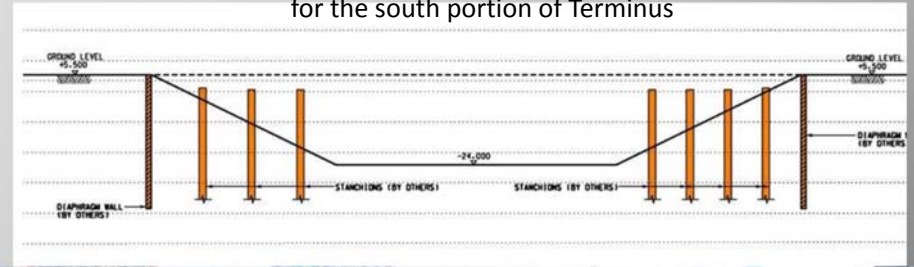 for the south portion of Terminus
GROUND LEVEL
+5.500
GROUND LEVEL
+5.500
-24.000
DIAPHRAGM
(BY OTHERS
STANCHIONS (BY OTHERS)
STANCHIONS (BY OTHERS)
DIAPHRAGM WALL
(BY OTHERS)